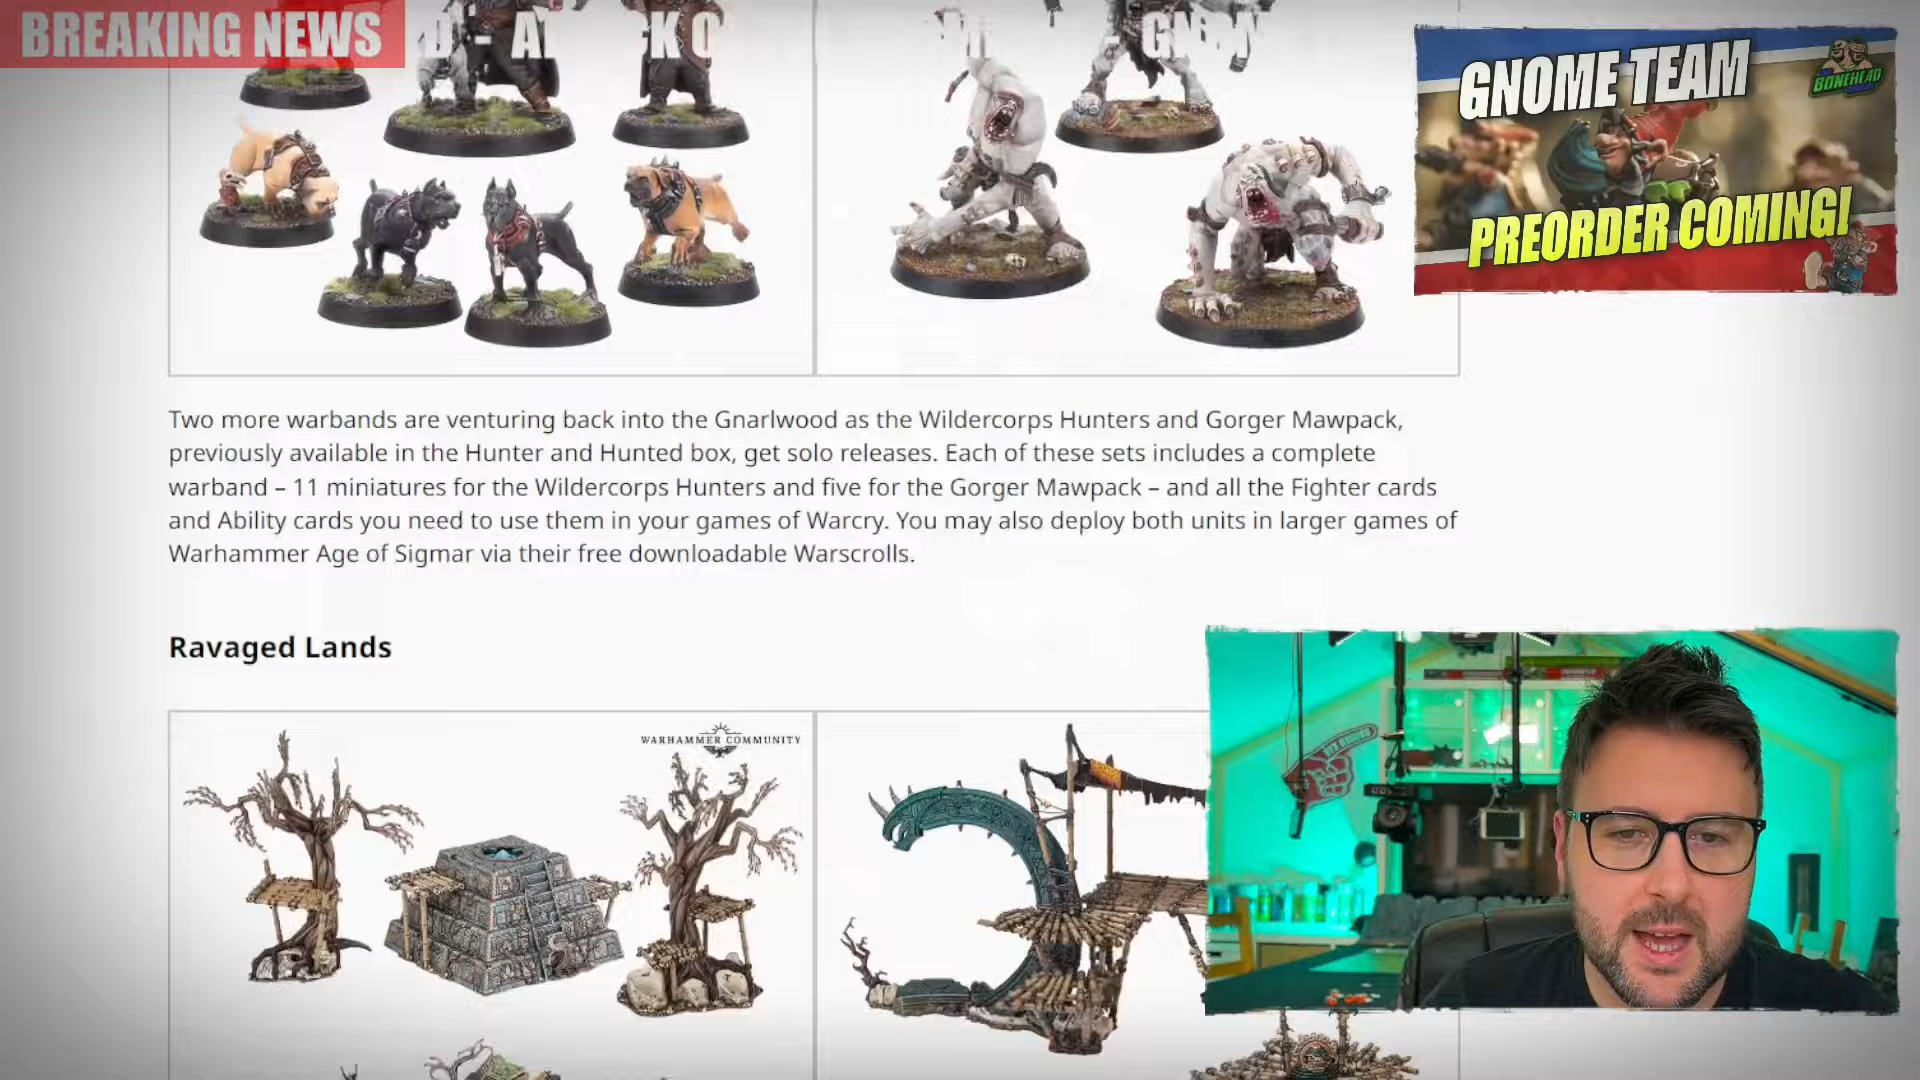 BREAKING NEWS
GNOME TEAM
BONEHEAD
PREORDER COMING!
Two more warbands are venturing back into the Gnarlwood as the Wildercorps Hunters and Gorger Mawpack,
previously available in the Hunter and Hunted box, get solo releases. Each of these sets includes a complete
warband – 11 miniatures for the Wildercorps Hunters and five for the Gorger Mawpack – and all the Fighter cards
and Ability cards you need to use them in your games of Warcry. You may also deploy both units in larger games of
Warhammer Age of Sigmar via their free downloadable Warscrolls.
Ravaged Lands
WARHAMMER COMMUNITY